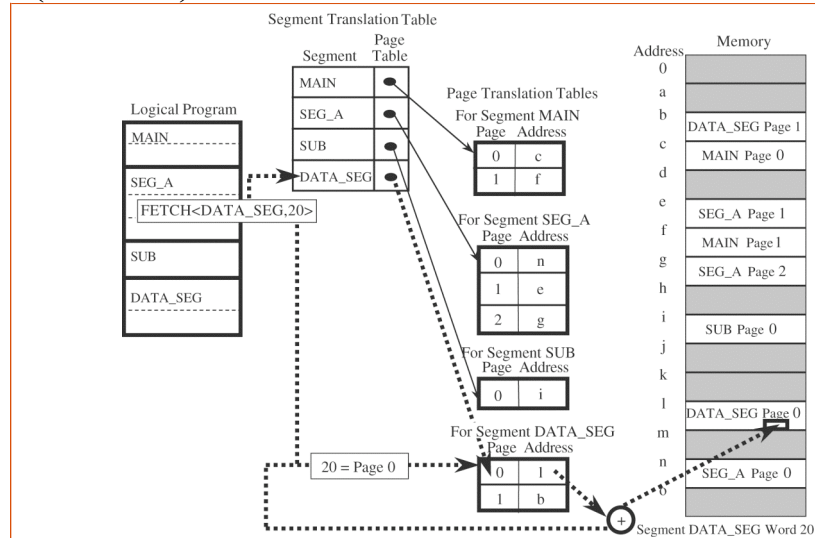 Segment Translation Table
Page
Segment Table
MAIN
SEG_A
SUB
DATA_SEG
Logical Program
MAIN
SEG_A
FETCH<DATA_SEG,20>
SUB
DATA_SEG
Page Translation Tables
For Segment MAIN
Page Address
0 c
1 f
For Segment SEG_A
Page Address
0 n
1 e
2 g
For Segment SUB
Page Address
0 i
For Segment DATA_SEG
Page Address
0 l
1 b
20 = Page 0
+
Segment DATA_SEG Word 20
Address Memory
0
a
b
DATA_SEG Page 1
c
MAIN Page 0
d
e
SEG_A Page 1
f
MAIN Page1
g
SEG_A Page 2
h
i
SUB Page 0
j
k
l
DATA_SEG Page 0
m
n
SEG_A Page 0
o